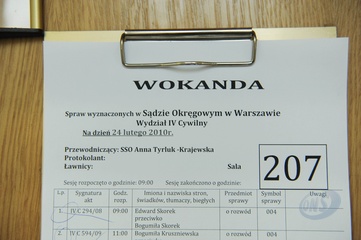 WOKANDA
Spraw wyznaczonych w Sądzie Okręgowym w Warszawie
Wydział IV Cywilny
Na dzień 24 lutego 2010r.
Przewodniczący: SSO Anna Tyrluk -Krajewska
Protokolant:
Ławnicy: Sala 207
Sesję rozpoczęto o godzinie: 09:00 Sesję zakończono o godzinie:
Lp. Sygnatura akt Godz. Imiona i nazwiska stron, świadków, tłumaczy, biegłych Przedmiot sprawy Symbol sprawy Uwagi
1. IV C 294/08 09:00 Edward Skorek przeciwko Bogumiła Skorek o rozwód 004
2. IV C 594/09 11:00 Bogumiła Kruszniewska o rozwód 004